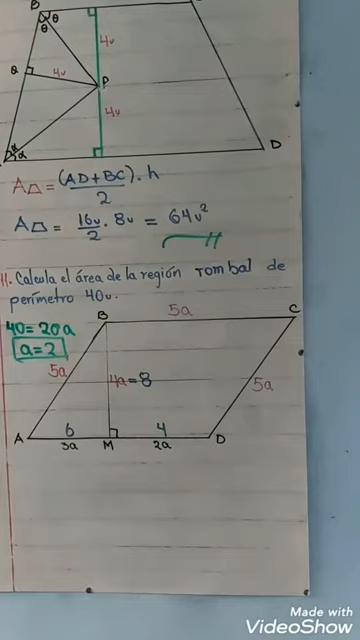 B
θ
θ
4u
Q
4u
P
4u
α
α
D
A = (AD+BC) . h
2
A = 16u . 8u = 64u²
2
11. Calcula el área de la región rombal de
perímetro 40u.
B
5a
C
40=20a
a=2
5a
4a=8
5a
6
4
A
3a
M
2a
D
Made with
VideoShow